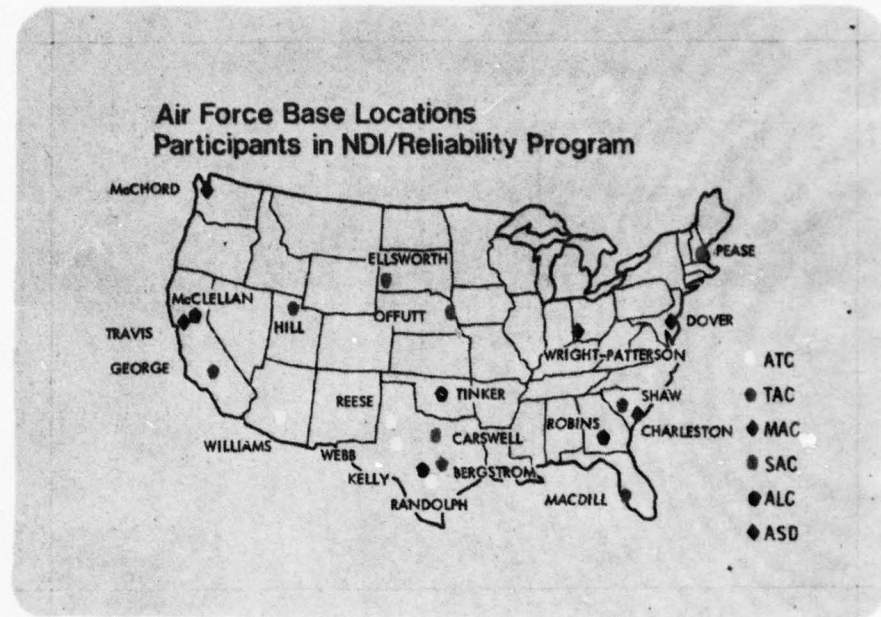 Air Force Base Locations
Participants in NDI/Reliability Program
McCHORD
PEASE
ELLSWORTH
McCLELLAN
HILL
OFFUTT
DOVER
TRAVIS
WRIGHT-PATTERSON
GEORGE
ATC
REESE
TINKER
SHAW
TAC
ROBINS
CHARLESTON
MAC
WILLIAMS
CARSWELL
WEBB
SAC
KELLY
BERGSTROM
RANDOLPH
MACDILL
ALC
ASD